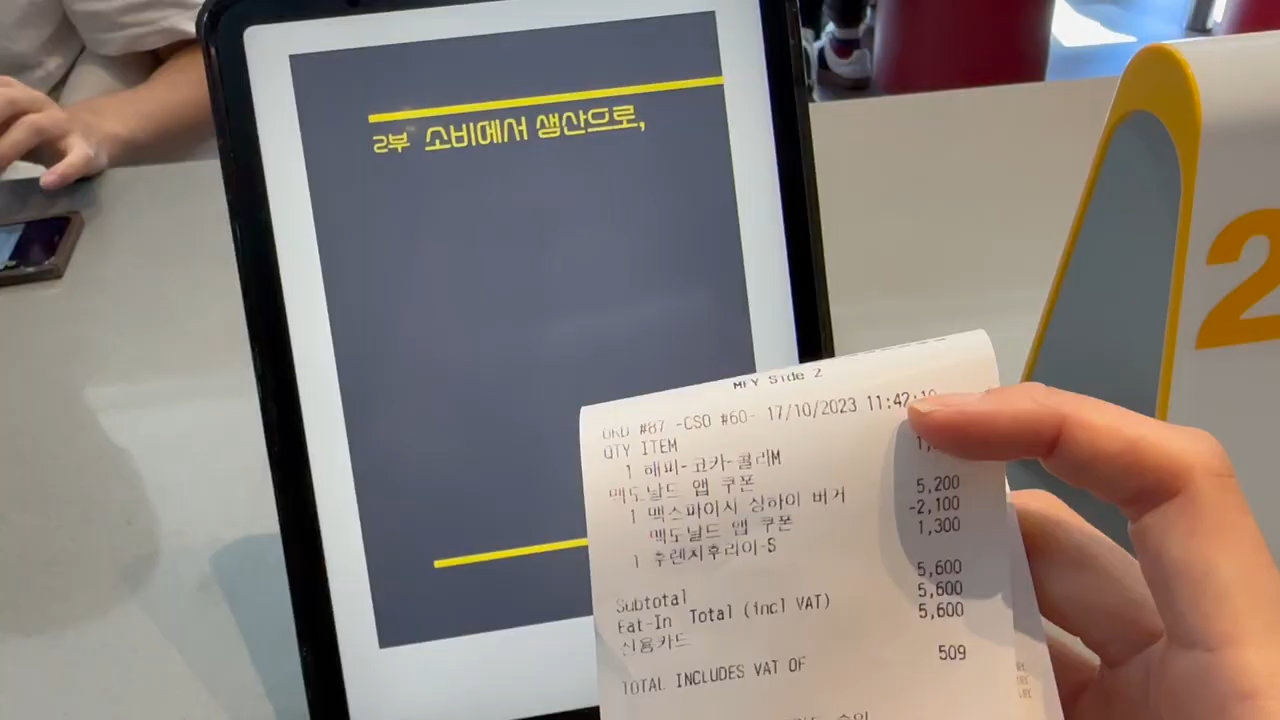 2부 소비에서 생산으로,
2
MFY Side 2
ORD #87 -CSO #60- 17/10/2023 11:42:10
QTY ITEM
1 해피-코카-콜라M
맥도날드 앱 쿠폰
1 맥스파이시 상하이 버거 5,200
맥도날드 앱 쿠폰 -2,100
1 후렌치후라이-S 1,300
Subtotal 5,600
Eat-In Total (incl VAT) 5,600
신용카드 5,600
TOTAL INCLUDES VAT OF 509